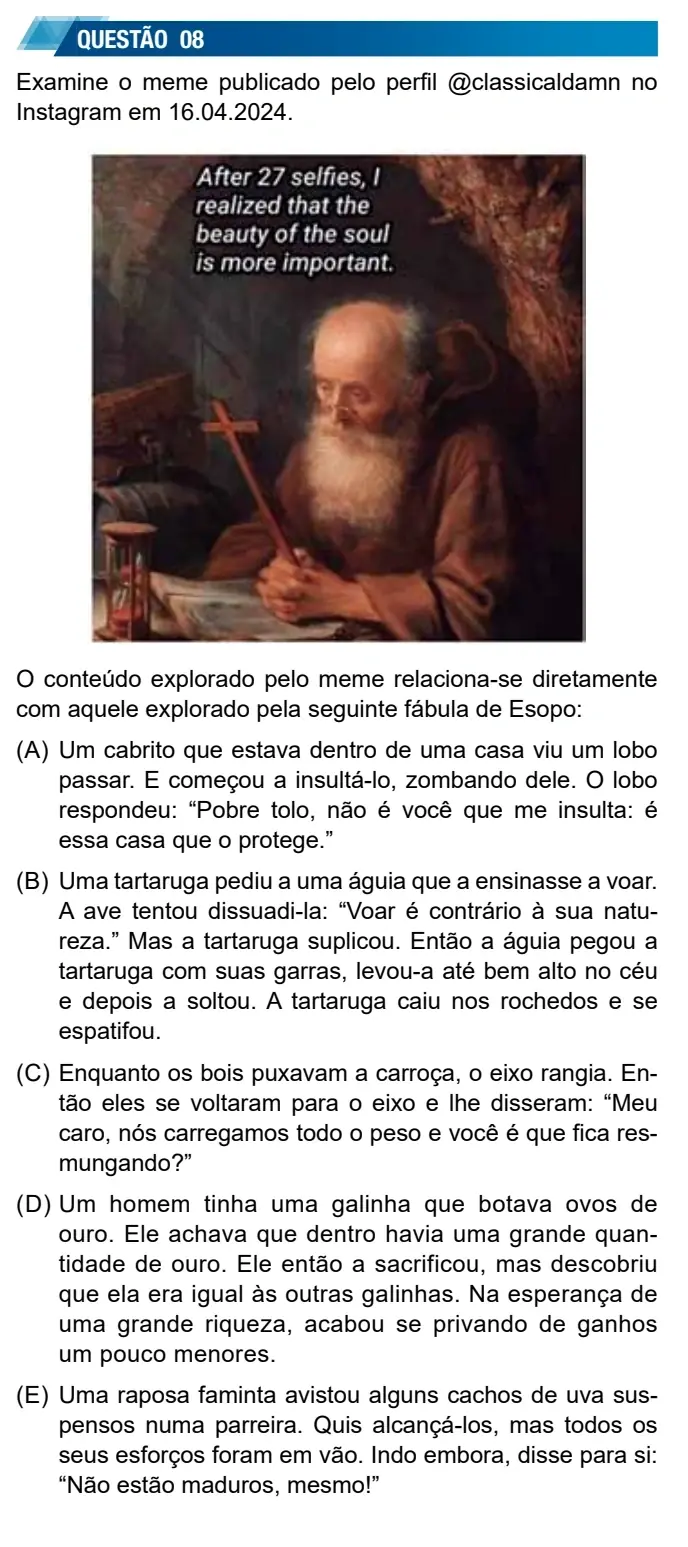 QUESTÃO 08
Examine o meme publicado pelo perfil @classicaldamn no
Instagram em 16.04.2024.
After 27 selfies, I
realized that the
beauty of the soul
is more important.
O conteúdo explorado pelo meme relaciona-se diretamente
com aquele explorado pela seguinte fábula de Esopo:
(A) Um cabrito que estava dentro de uma casa viu um lobo
passar. E começou a insultá-lo, zombando dele. O lobo
respondeu: “Pobre tolo, não é você que me insulta: é
essa casa que o protege.”
(B) Uma tartaruga pediu a uma águia que a ensinasse a voar.
A ave tentou dissuadi-la: “Voar é contrário à sua natu-
reza.” Mas a tartaruga suplicou. Então a águia pegou a
tartaruga com suas garras, levou-a até bem alto no céu
e depois a soltou. A tartaruga caiu nos rochedos e se
espatifou.
(C) Enquanto os bois puxavam a carroça, o eixo rangia. En-
tão eles se voltaram para o eixo e lhe disseram: “Meu
caro, nós carregamos todo o peso e você é que fica res-
mungando?”
(D) Um homem tinha uma galinha que botava ovos de
ouro. Ele achava que dentro havia uma grande quan-
tidade de ouro. Ele então a sacrificou, mas descobriu
que ela era igual às outras galinhas. Na esperança de
uma grande riqueza, acabou se privando de ganhos
um pouco menores.
(E) Uma raposa faminta avistou alguns cachos de uva sus-
pensos numa parreira. Quis alcançá-los, mas todos os
seus esforços foram em vão. Indo embora, disse para si:
“Não estão maduros, mesmo!”